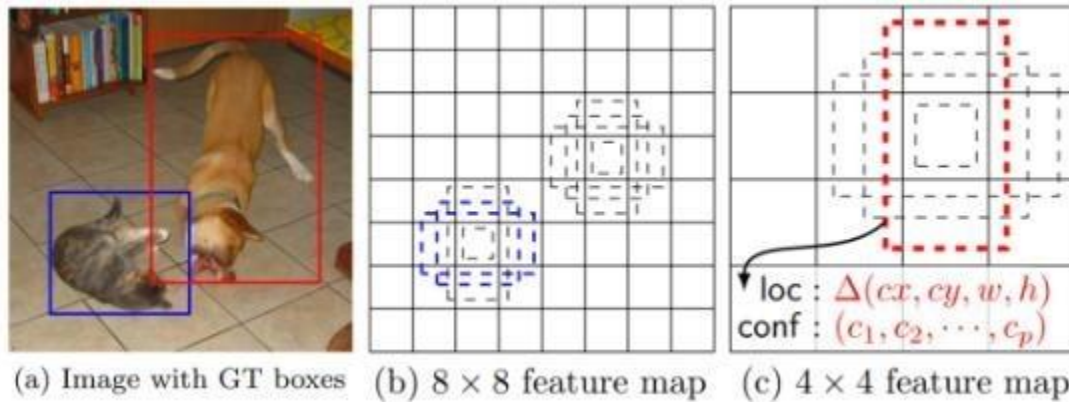 loc : Δ(cx, cy, w, h)
conf : (c₁, c₂, ⋯, cₚ)
(a) Image with GT boxes
(b) 8 × 8 feature map
(c) 4 × 4 feature map